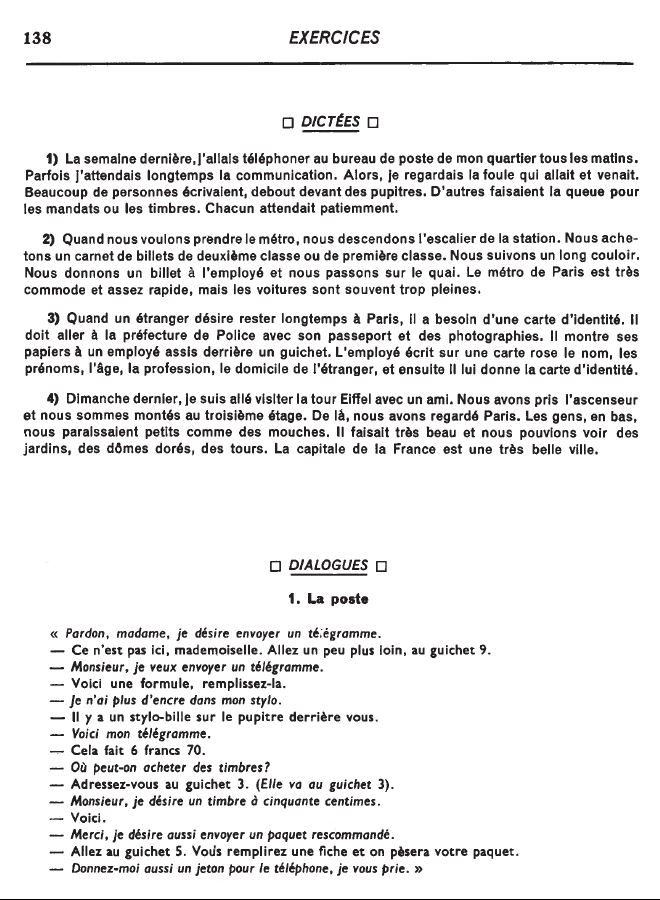 138 EXERCICES
□ DICTÉES □
1) La semaine dernière, j'allais téléphoner au bureau de poste de mon quartier tous les matins.
Parfois j'attendais longtemps la communication. Alors, je regardais la foule qui allait et venait.
Beaucoup de personnes écrivaient, debout devant des pupitres. D'autres faisaient la queue pour
les mandats ou les timbres. Chacun attendait patiemment.
2) Quand nous voulons prendre le métro, nous descendons l'escalier de la station. Nous ache-
tons un carnet de billets de deuxième classe ou de première classe. Nous suivons un long couloir.
Nous donnons un billet à l'employé et nous passons sur le quai. Le métro de Paris est très
commode et assez rapide, mais les voitures sont souvent trop pleines.
3) Quand un étranger désire rester longtemps à Paris, il a besoin d'une carte d'identité. Il
doit aller à la préfecture de Police avec son passeport et des photographies. Il montre ses
papiers à un employé assis derrière un guichet. L'employé écrit sur une carte rose le nom, les
prénoms, l'âge, la profession, le domicile de l'étranger, et ensuite il lui donne la carte d'identité.
4) Dimanche dernier, je suis allé visiter la tour Eiffel avec un ami. Nous avons pris l'ascenseur
et nous sommes montés au troisième étage. De là, nous avons regardé Paris. Les gens, en bas,
nous paraissaient petits comme des mouches. Il faisait très beau et nous pouvions voir des
jardins, des dômes dorés, des tours. La capitale de la France est une très belle ville.
□ DIALOGUES □
1. La poste
« Pardon, madame, je désire envoyer un télégramme.
— Ce n'est pas ici, mademoiselle. Allez un peu plus loin, au guichet 9.
— Monsieur, je veux envoyer un télégramme.
— Voici une formule, remplissez-la.
— Je n'ai plus d'encre dans mon stylo.
— Il y a un stylo-bille sur le pupitre derrière vous.
— Voici mon télégramme.
— Cela fait 6 francs 70.
— Où peut-on acheter des timbres?
— Adressez-vous au guichet 3. (Elle va au guichet 3).
— Monsieur, je désire un timbre à cinquante centimes.
— Voici.
— Merci, je désire aussi envoyer un paquet rescommandé.
— Allez au guichet 5. Vous remplirez une fiche et on pèsera votre paquet.
— Donnez-moi aussi un jeton pour le téléphone, je vous prie. »